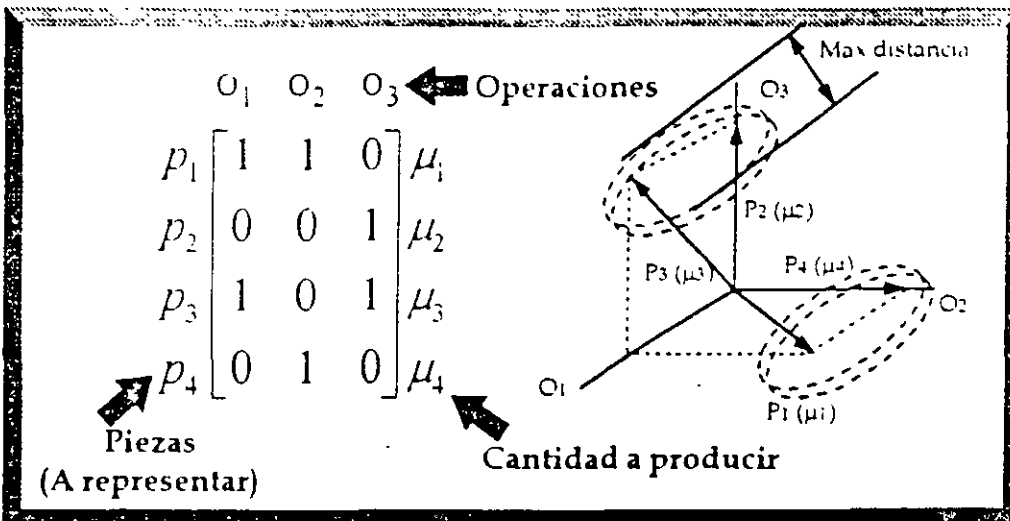 O1 O2 O3 Operaciones
p1 1 1 0 μ1
p2 0 0 1 μ2
p3 1 0 1 μ3
p4 0 1 0 μ4
Piezas
(A representar)
Cantidad a producir
Max distancia
O3
P2 (μ2)
P3 (μ3)
P4 (μ4)
O2
O1
P1 (μ1)